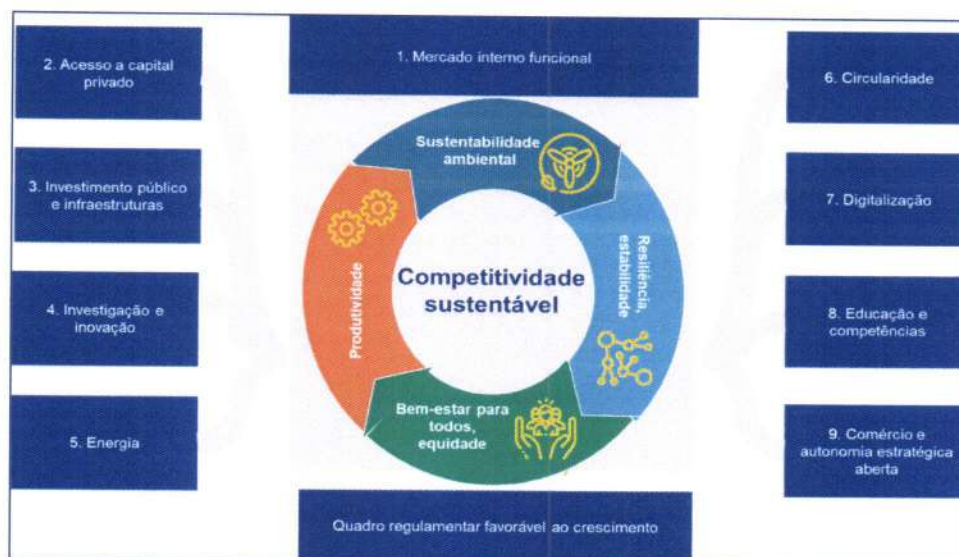 1. Mercado interno funcional
2. Acesso a capital
privado
3. Investimento público
e infraestruturas
4. Investigação e
inovação
5. Energia
Sustentabilidade
ambiental
Resiliência,
estabilidade
Bem-estar para
todos,
equidade
Produtividade
Competitividade
sustentável
6. Circularidade
7. Digitalização
8. Educação e
competências
9. Comércio e
autonomia estratégica
aberta
Quadro regulamentar favorável ao crescimento